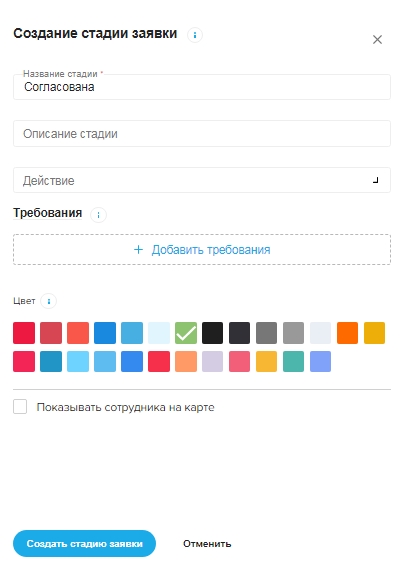 Создание стадии заявки i
Название стадии *
Согласована
Описание стадии
Действие
Требования i
+ Добавить требования
Цвет i
Показывать сотрудника на карте
Создать стадию заявки Отменить